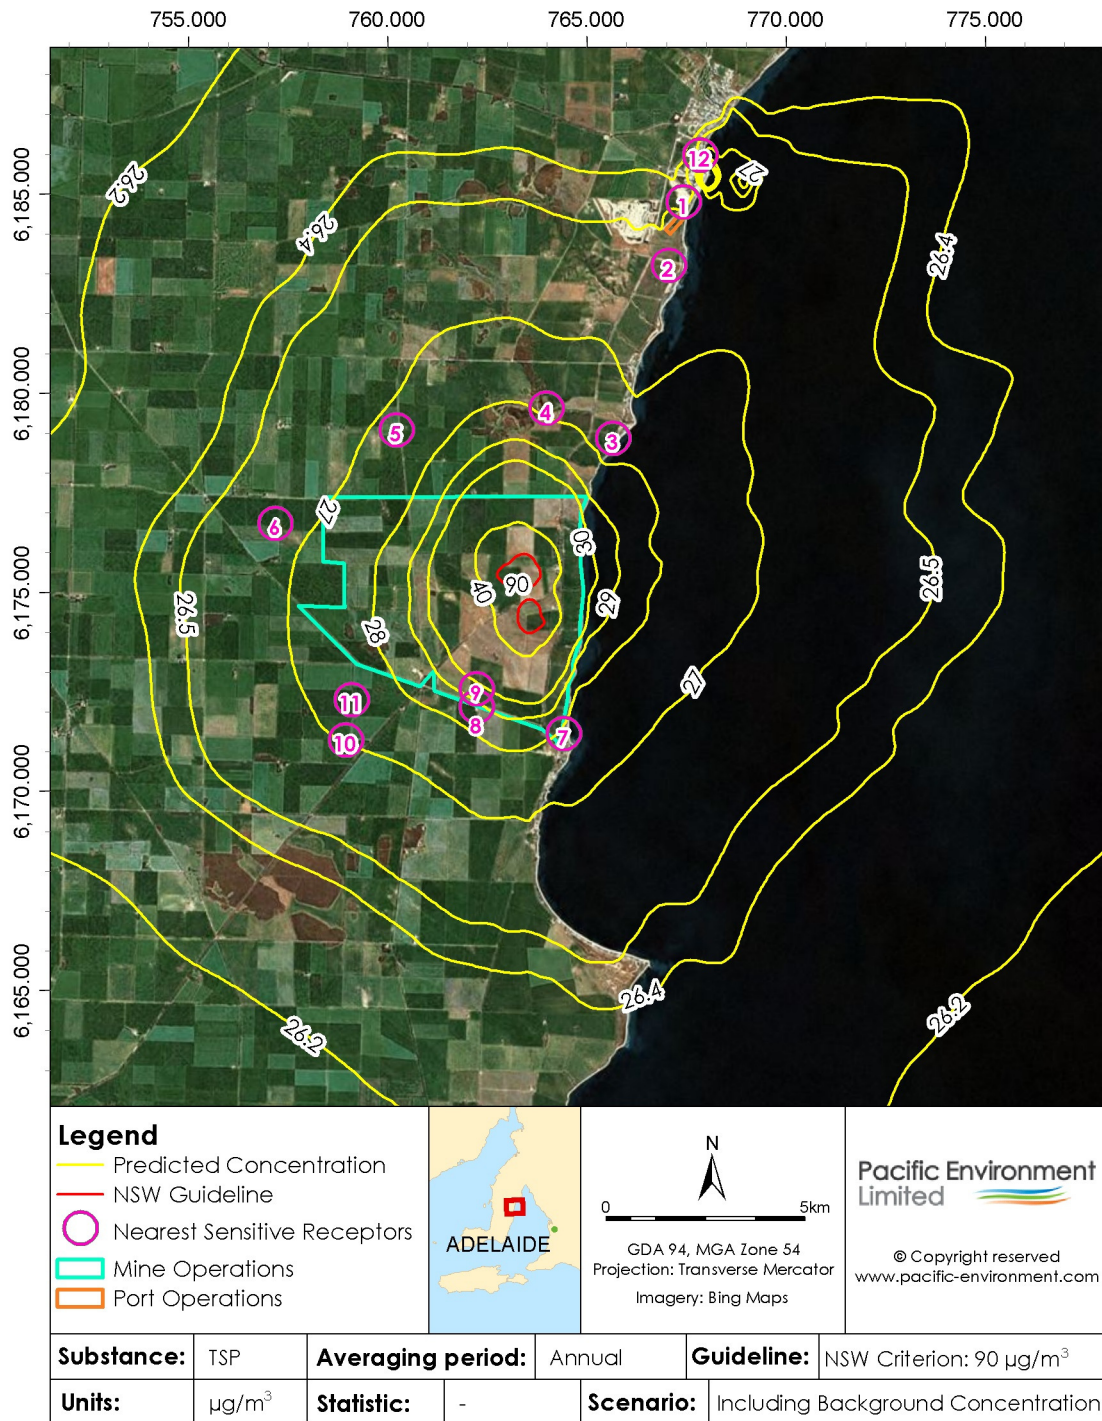 755.000 760.000 765.000 770.000 775.000
6,185.000
6,180.000
6,175.000
6,170.000
6,165.000
26.2
26.4
12
27
1
2
26.4
4
5
3
6
27
30
40
90
29
26.5
26.5
28
27
9
11
8
10
7
26.4
26.2
26.2
Legend
Predicted Concentration
NSW Guideline
Nearest Sensitive Receptors
Mine Operations
Port Operations
ADELAIDE
N
0 5km
GDA 94, MGA Zone 54
Projection: Transverse Mercator
Imagery: Bing Maps
Pacific Environment
Limited
© Copyright reserved
www.pacific-environment.com
Substance: TSP Averaging period: Annual Guideline: NSW Criterion: 90 µg/m³
Units: µg/m³ Statistic: - Scenario: Including Background Concentration